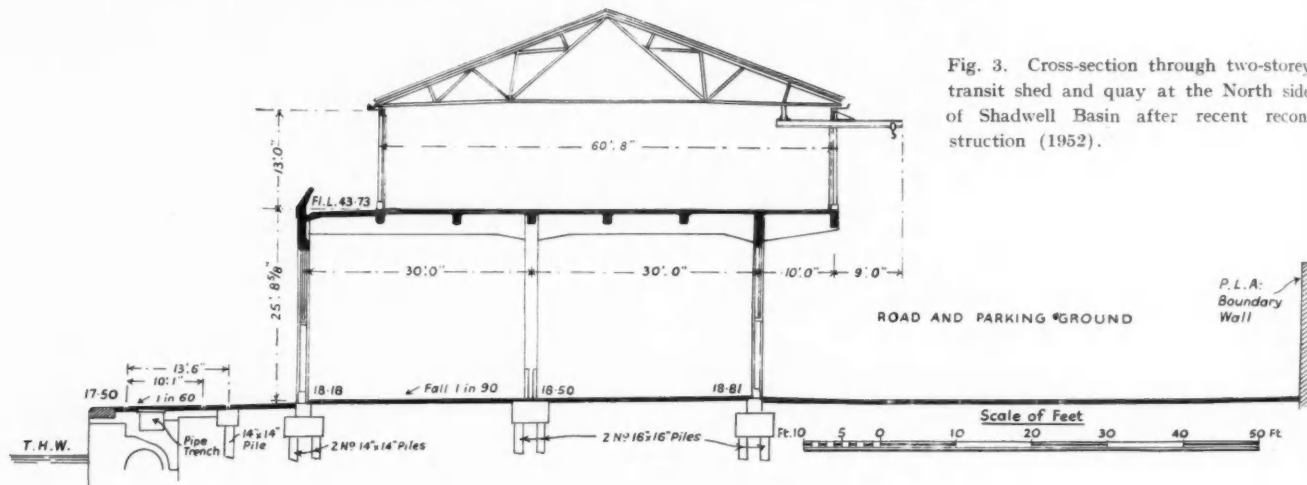 Fig. 3. Cross-section through two-storey
transit shed and quay at the North side
of Shadwell Basin after recent recon-
struction (1952).
13'.0"
60'.8"
Fl.L. 43.73
25'.8⅝"
30'.0"
30'.0"
10'.0"
9'.0"
P.L.A.
Boundary
Wall
ROAD AND PARKING GROUND
13'.6"
10'.1"
17.50
1 in 60
18.18
Fall 1 in 90
18.50
18.81
T.H.W.
Pipe
Trench
14"x14"
Pile
2 Nº 14"x14" Piles
2 Nº 16"x16" Piles
Scale of Feet
Ft.10 5 0 10 20 30 40 50 Ft